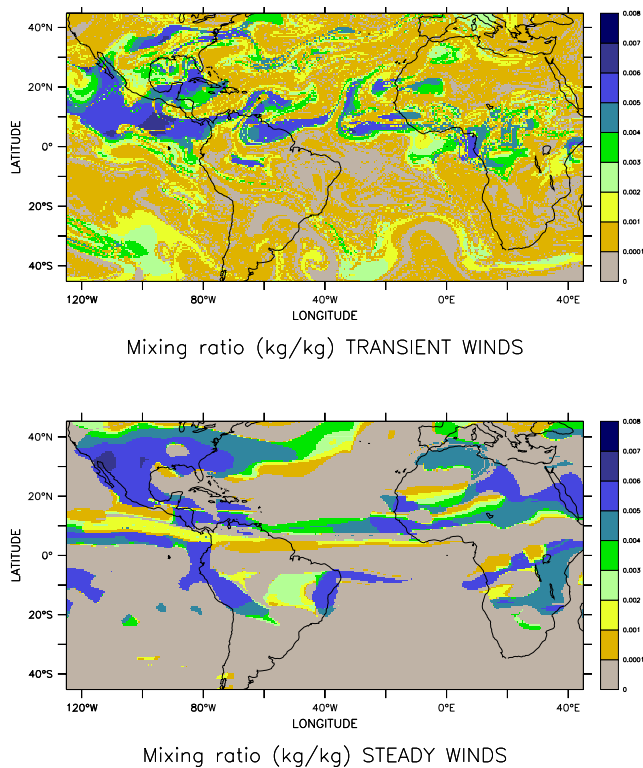 40°N
20°N
0°
20°S
40°S
LATITUDE
120°W
80°W
40°W
0°E
40°E
LONGITUDE
0.008
0.007
0.006
0.005
0.004
0.003
0.002
0.001
0.0001
0
Mixing ratio (kg/kg) TRANSIENT WINDS
40°N
20°N
0°
20°S
40°S
LATITUDE
120°W
80°W
40°W
0°E
40°E
LONGITUDE
0.008
0.007
0.006
0.005
0.004
0.003
0.002
0.001
0.0001
0
Mixing ratio (kg/kg) STEADY WINDS